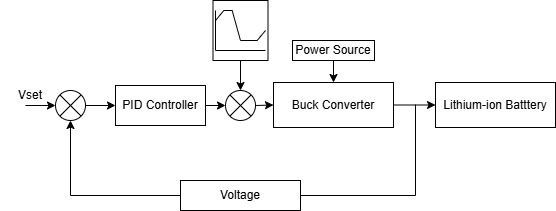 Power Source
Vset
PID Controller
Buck Converter
Lithium-ion Batttery
Voltage